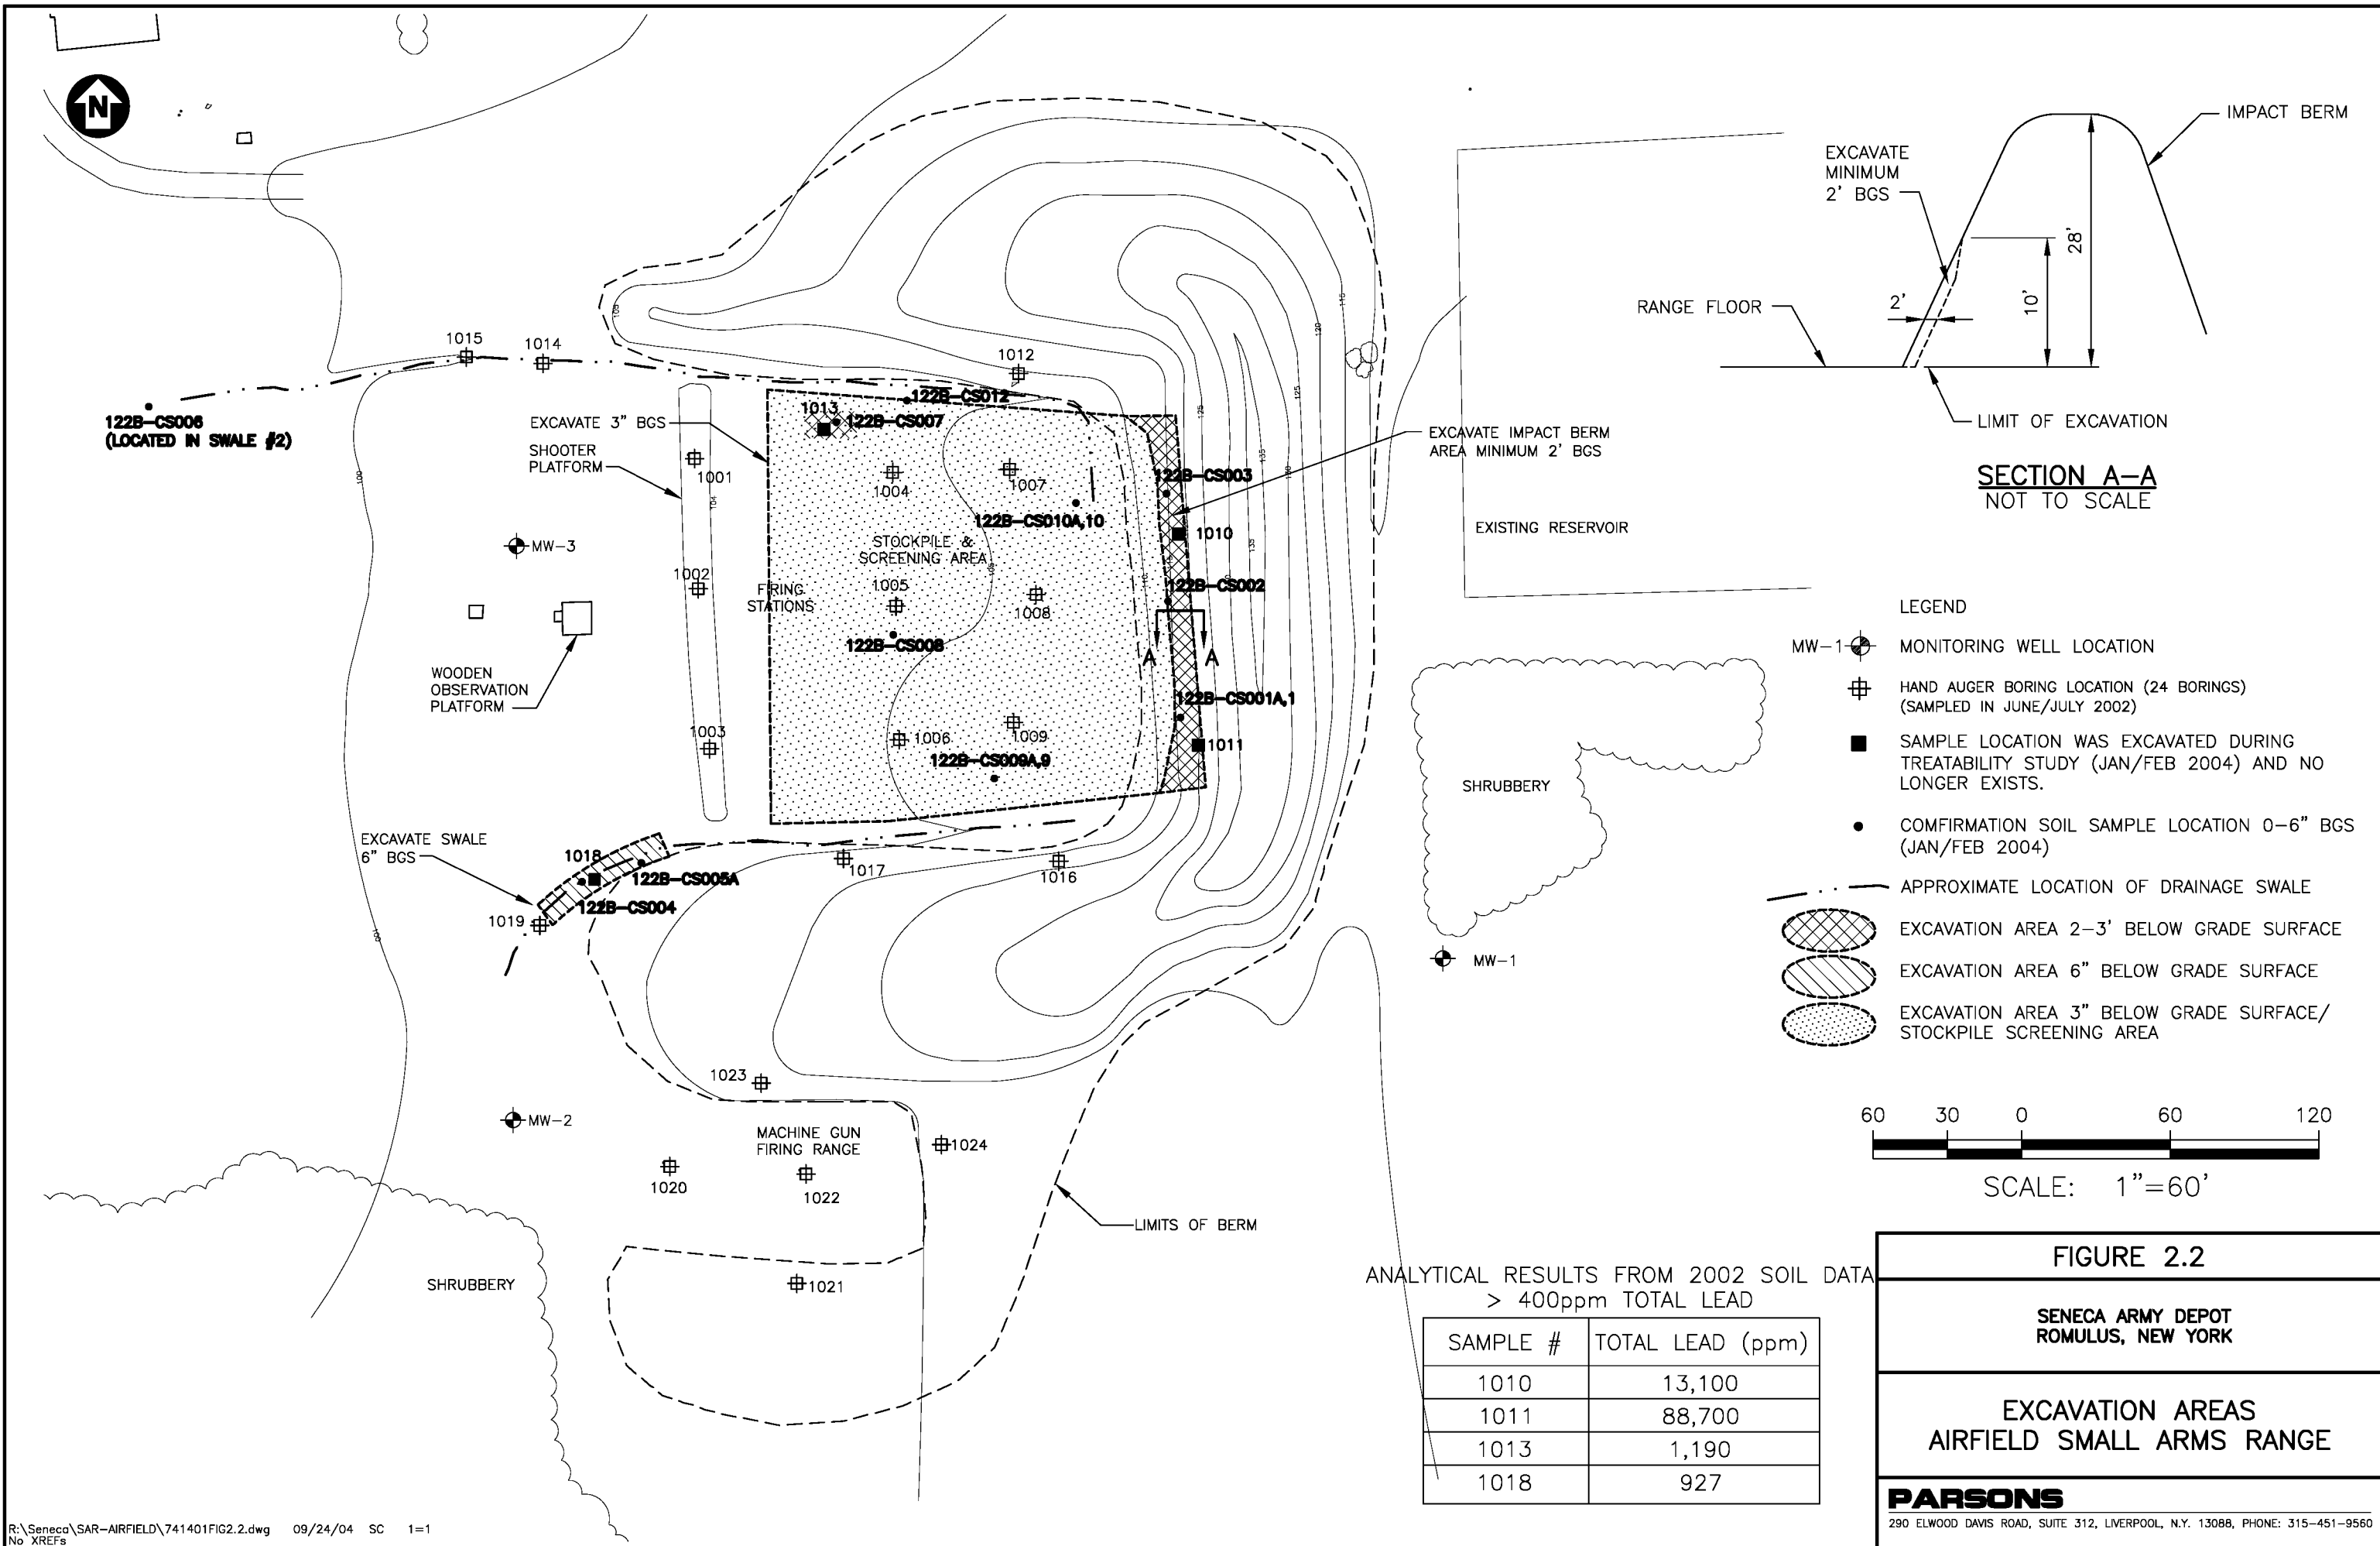 N
1015
1014
1012
122B-CS006
(LOCATED IN SWALE #2)
EXCAVATE 3" BGS
SHOOTER
PLATFORM
1013
122B-CS012
122B-CS007
1001
1004
1007
122B-CS003
122B-CS010A,10
1010
MW-3
STOCKPILE &
SCREENING AREA
1002
FIRING
STATIONS
1005
1008
122B-CS002
122B-CS008
A
A
WOODEN
OBSERVATION
PLATFORM
1003
1006
1009
122B-CS001A,1
1011
122B-CS009A,9
EXCAVATE SWALE
6" BGS
1018
122B-CS005A
122B-CS004
1019
1017
1016
105
104
100
100
105
110
115
120
125
125
130
135
135
EXCAVATE IMPACT BERM
AREA MINIMUM 2' BGS
EXISTING RESERVOIR
SHRUBBERY
MW-1
1023
MW-2
MACHINE GUN
FIRING RANGE
1024
1020
1022
1021
LIMITS OF BERM
SHRUBBERY
IMPACT BERM
EXCAVATE
MINIMUM
2' BGS
28'
10'
2'
RANGE FLOOR
LIMIT OF EXCAVATION
SECTION A-A
NOT TO SCALE
LEGEND
MW-1 MONITORING WELL LOCATION
HAND AUGER BORING LOCATION (24 BORINGS)
(SAMPLED IN JUNE/JULY 2002)
SAMPLE LOCATION WAS EXCAVATED DURING
TREATABILITY STUDY (JAN/FEB 2004) AND NO
LONGER EXISTS.
COMFIRMATION SOIL SAMPLE LOCATION 0-6" BGS
(JAN/FEB 2004)
APPROXIMATE LOCATION OF DRAINAGE SWALE
EXCAVATION AREA 2-3' BELOW GRADE SURFACE
EXCAVATION AREA 6" BELOW GRADE SURFACE
EXCAVATION AREA 3" BELOW GRADE SURFACE/
STOCKPILE SCREENING AREA
60 30 0 60 120
SCALE: 1"=60'
ANALYTICAL RESULTS FROM 2002 SOIL DATA
> 400ppm TOTAL LEAD
SAMPLE # TOTAL LEAD (ppm)
1010 13,100
1011 88,700
1013 1,190
1018 927
FIGURE 2.2
SENECA ARMY DEPOT
ROMULUS, NEW YORK
EXCAVATION AREAS
AIRFIELD SMALL ARMS RANGE
PARSONS
290 ELWOOD DAVIS ROAD, SUITE 312, LIVERPOOL, N.Y. 13088, PHONE: 315-451-9560
R:\Seneca\SAR-AIRFIELD\741401FIG2.2.dwg 09/24/04 SC 1=1
No XREFs